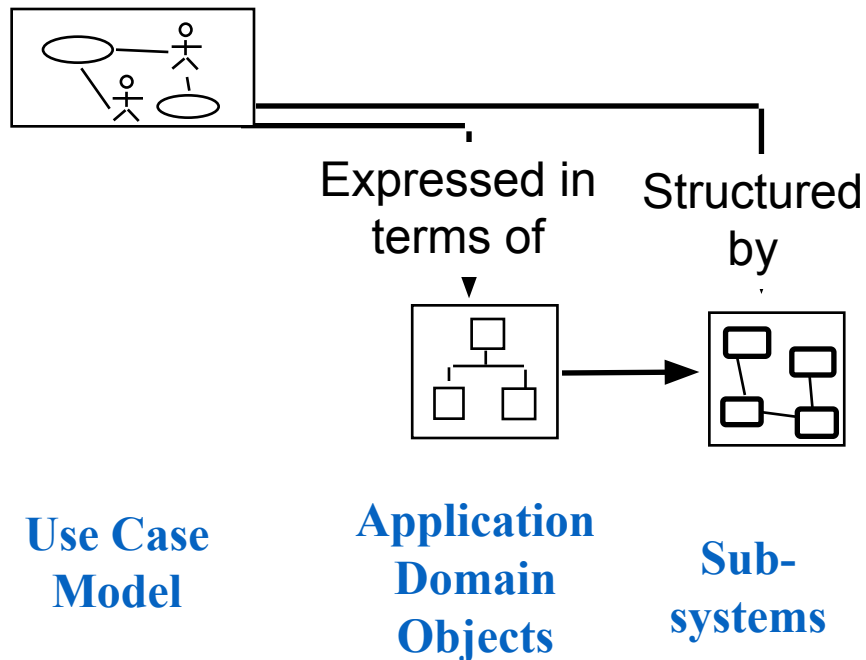 Expressed in
terms of
Structured
by
Use Case
Model
Application
Domain
Objects
Sub-
systems